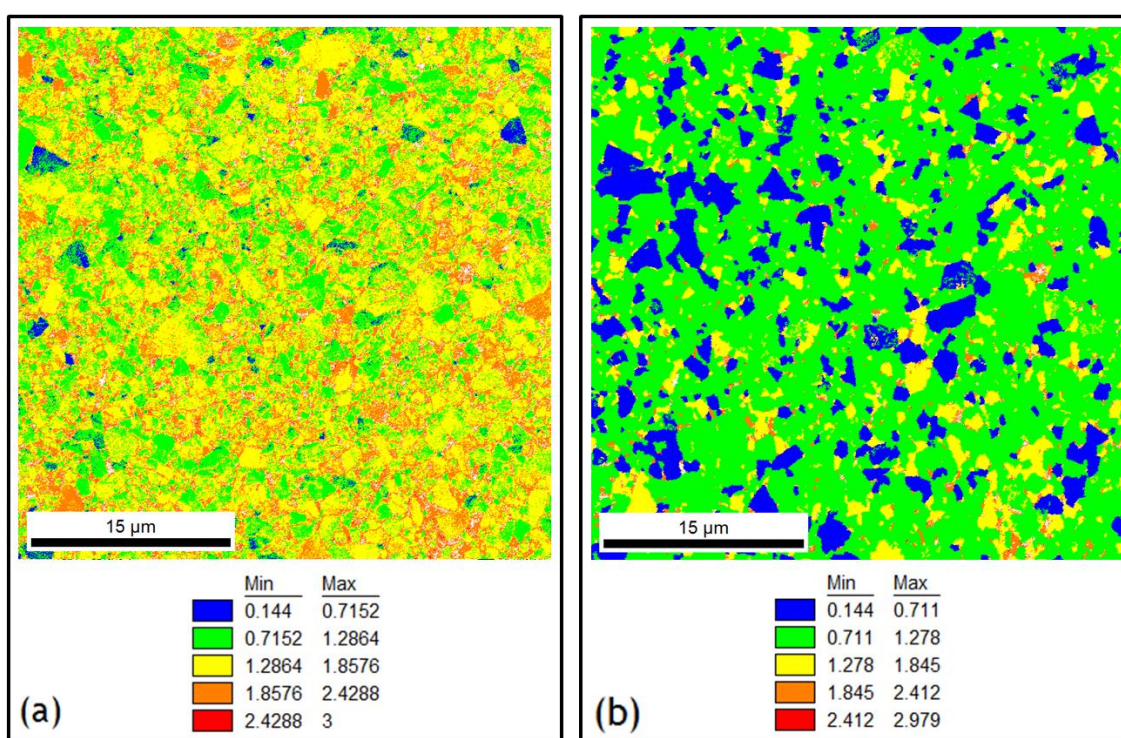 15 µm
Min Max
0.144 0.7152
0.7152 1.2864
1.2864 1.8576
1.8576 2.4288
2.4288 3
(a)
15 µm
Min Max
0.144 0.711
0.711 1.278
1.278 1.845
1.845 2.412
2.412 2.979
(b)